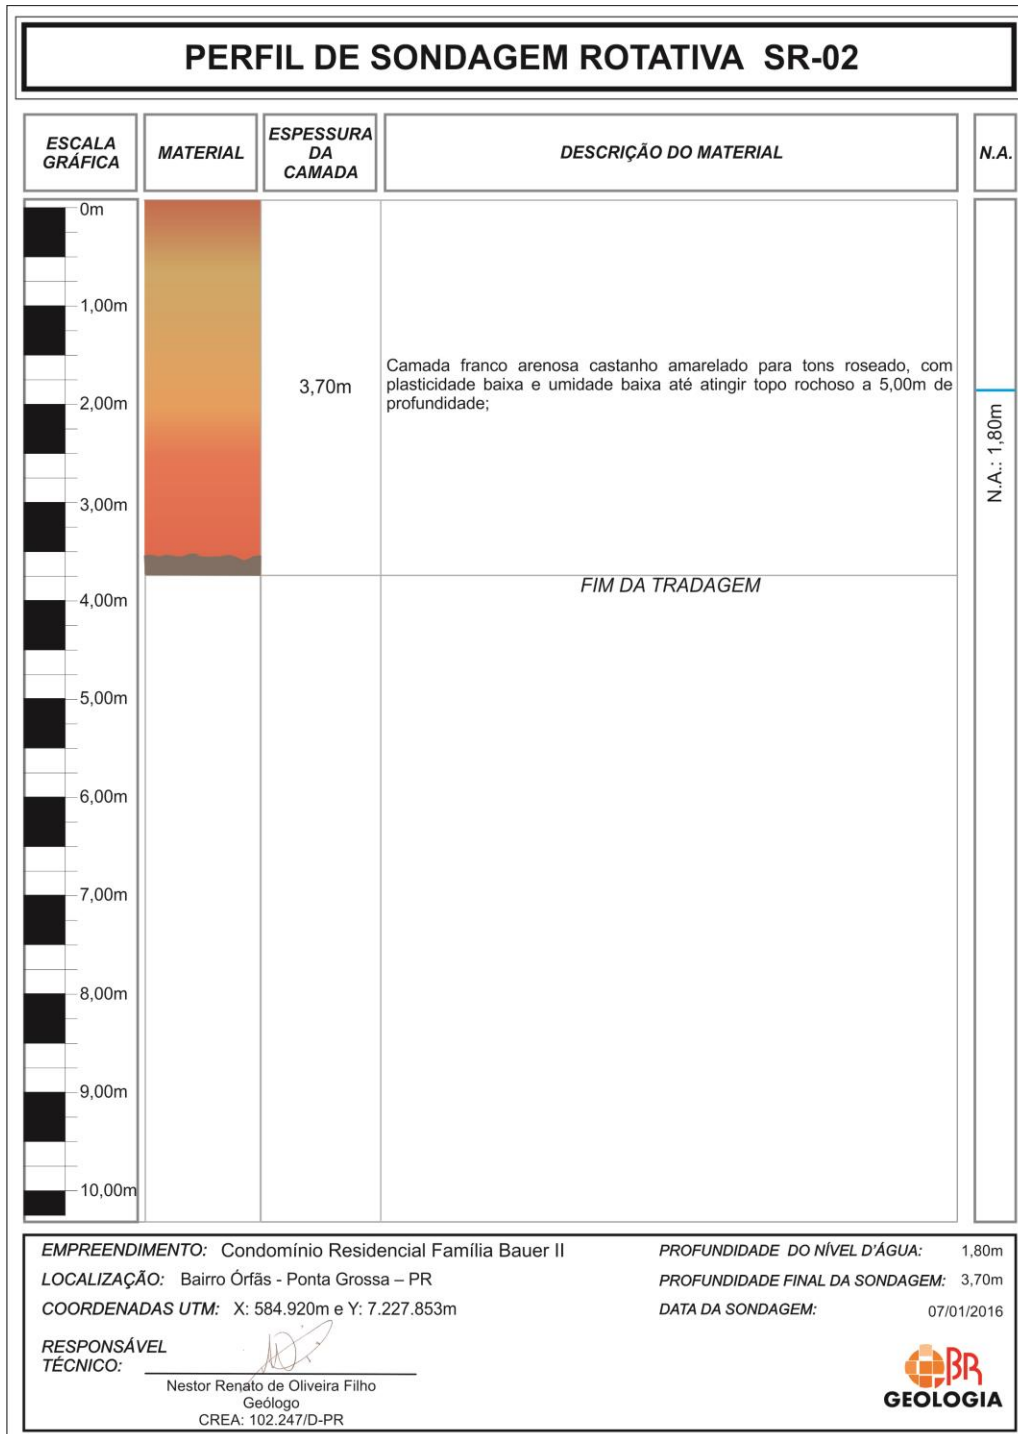 PERFIL DE SONDAGEM ROTATIVA SR-02
ESCALA
GRÁFICA
MATERIAL
ESPESSURA
DA
CAMADA
DESCRIÇÃO DO MATERIAL
N.A.
0m
1,00m
2,00m
3,00m
4,00m
5,00m
6,00m
7,00m
8,00m
9,00m
10,00m
3,70m
Camada franco arenosa castanho amarelado para tons roseado, com
plasticidade baixa e umidade baixa até atingir topo rochoso a 5,00m de
profundidade;
FIM DA TRADAGEM
N.A.: 1,80m
EMPREENDIMENTO: Condomínio Residencial Família Bauer II
LOCALIZAÇÃO: Bairro Órfãs - Ponta Grossa – PR
COORDENADAS UTM: X: 584.920m e Y: 7.227.853m
RESPONSÁVEL
TÉCNICO:
Nestor Renato de Oliveira Filho
Geólogo
CREA: 102.247/D-PR
PROFUNDIDADE DO NÍVEL D'ÁGUA: 1,80m
PROFUNDIDADE FINAL DA SONDAGEM: 3,70m
DATA DA SONDAGEM: 07/01/2016
BR
GEOLOGIA